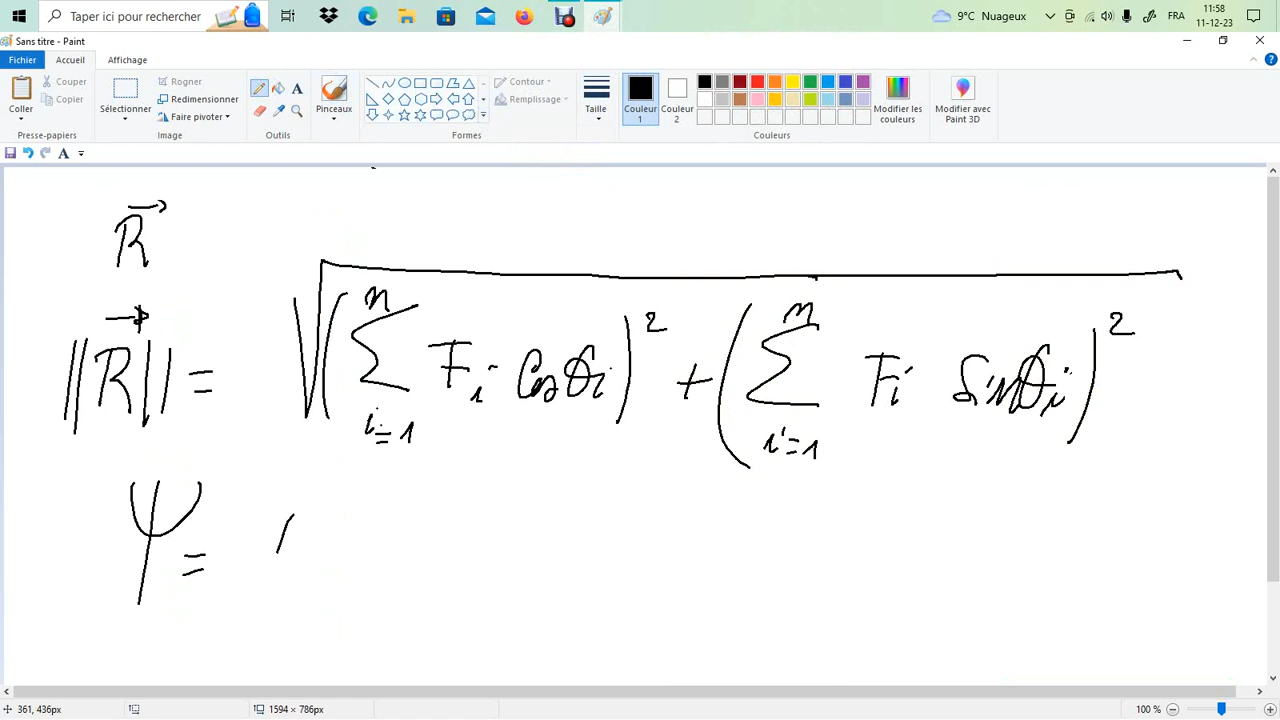 Taper ici pour rechercher
9°C Nuageux
FRA
11:58
11-12-23
Sans titre - Paint
Fichier Accueil Affichage
Coller
Couper
Copier
Presse-papiers
Sélectionner
Rogner
Redimensionner
Faire pivoter
Image
A
Outils
Pinceaux
Contour
Remplissage
Formes
Taille
Couleur 1
Couleur 2
Couleurs
Modifier les couleurs
Modifier avec Paint 3D
A
R⃗
||R⃗|| = √((∑_{i=1}^{n} Fi cosθi)² + (∑_{i=1}^{n} Fi sinθi)²)
ψ =
361, 436px
1594 × 786px
100 %